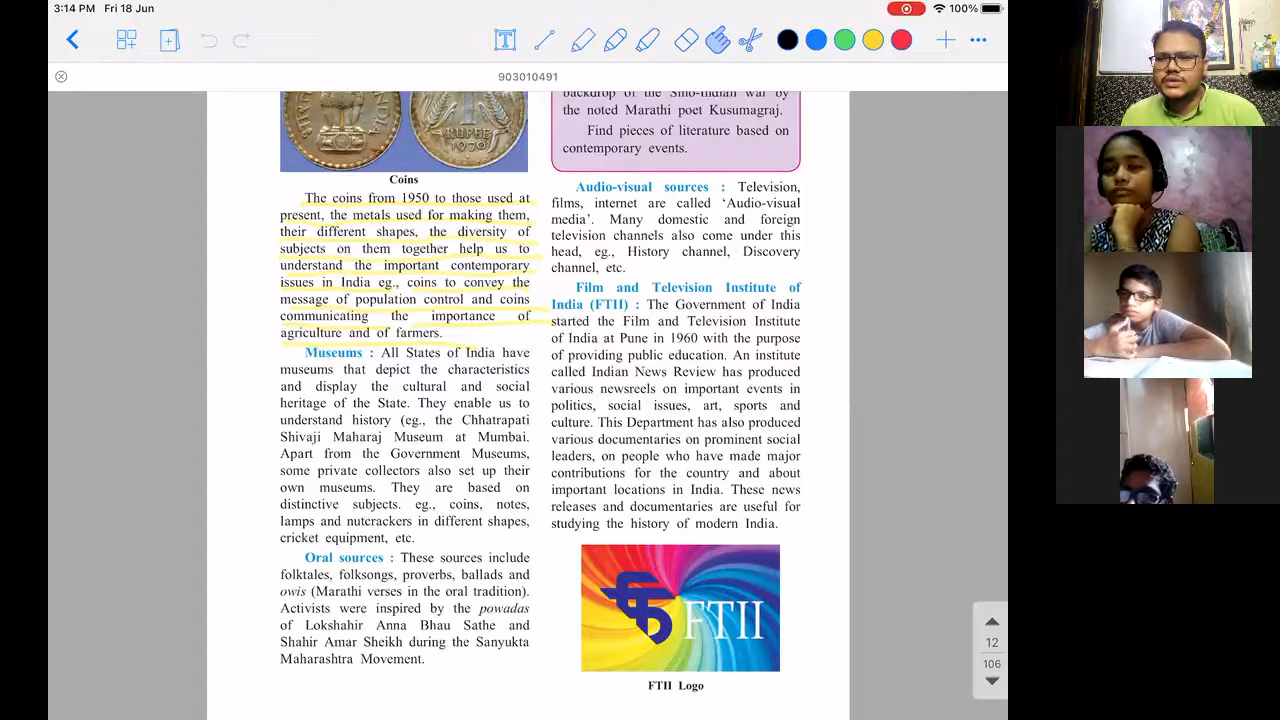 3:14 PM Fri 18 Jun
100%
903010491
RUPEE
Coins
The coins from 1950 to those used at
present, the metals used for making them,
their different shapes, the diversity of
subjects on them together help us to
understand the important contemporary
issues in India eg., coins to convey the
message of population control and coins
communicating the importance of
agriculture and of farmers.
Museums : All States of India have
museums that depict the characteristics
and display the cultural and social
heritage of the State. They enable us to
understand history (eg., the Chhatrapati
Shivaji Maharaj Museum at Mumbai.
Apart from the Government Museums,
some private collectors also set up their
own museums. They are based on
distinctive subjects. eg., coins, notes,
lamps and nutcrackers in different shapes,
cricket equipment, etc.
Oral sources : These sources include
folktales, folksongs, proverbs, ballads and
owis (Marathi verses in the oral tradition).
Activists were inspired by the powadas
of Lokshahir Anna Bhau Sathe and
Shahir Amar Sheikh during the Sanyukta
Maharashtra Movement.
backdrop of the Sino-Indian war by
the noted Marathi poet Kusumagraj.
Find pieces of literature based on
contemporary events.
Audio-visual sources : Television,
films, internet are called ‘Audio-visual
media’. Many domestic and foreign
television channels also come under this
head, eg., History channel, Discovery
channel, etc.
Film and Television Institute of
India (FTII) : The Government of India
started the Film and Television Institute
of India at Pune in 1960 with the purpose
of providing public education. An institute
called Indian News Review has produced
various newsreels on important events in
politics, social issues, art, sports and
culture. This Department has also produced
various documentaries on prominent social
leaders, on people who have made major
contributions for the country and about
important locations in India. These news
releases and documentaries are useful for
studying the history of modern India.
FTII
FTII Logo
12
106